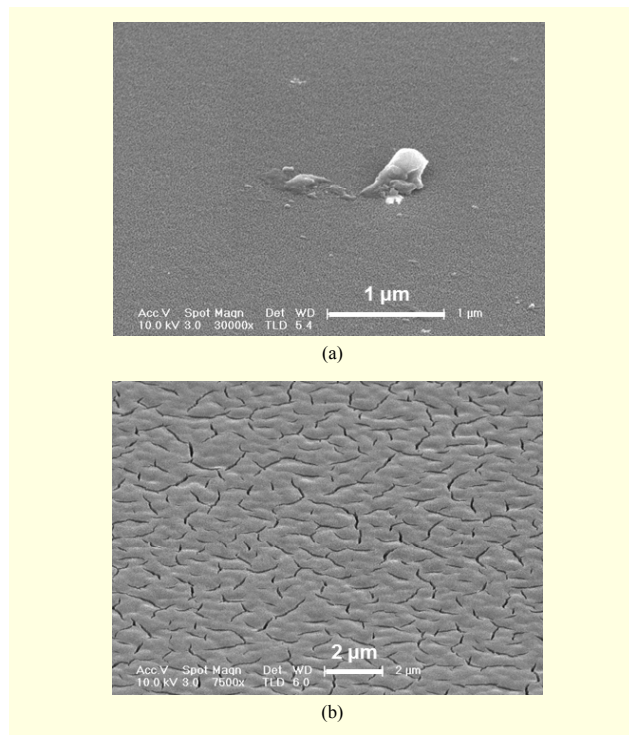 1 µm
Acc.V Spot Magn Det WD 1 µm
10.0 kV 3.0 30000x TLD 5.4
(a)
2 µm
Acc.V Spot Magn Det WD 2 µm
10.0 kV 3.0 7500x TLD 6.0
(b)